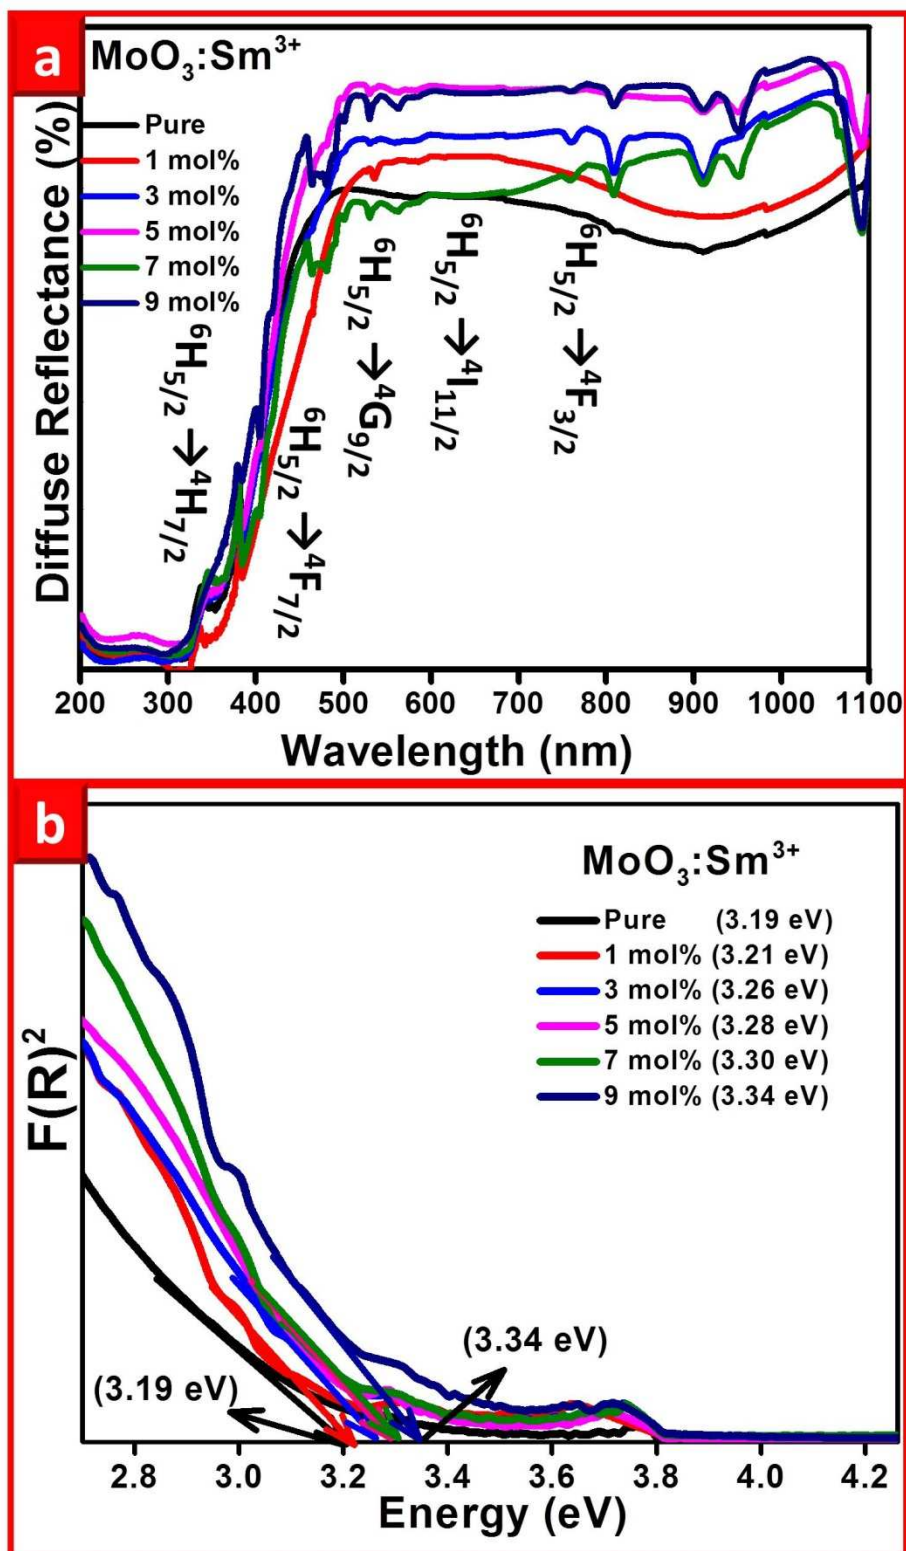 a
MoO₃:Sm³⁺
Pure
1 mol%
3 mol%
5 mol%
7 mol%
9 mol%
Diffuse Reflectance (%)
⁶H₅/₂ → ⁴H₇/₂
⁶H₅/₂ → ⁴F₇/₂
⁶H₅/₂ → ⁴G₉/₂
⁶H₅/₂ → ⁴I₁₁/₂
⁶H₅/₂ → ⁴F₃/₂
200 300 400 500 600 700 800 900 1000 1100
Wavelength (nm)
b
MoO₃:Sm³⁺
Pure (3.19 eV)
1 mol% (3.21 eV)
3 mol% (3.26 eV)
5 mol% (3.28 eV)
7 mol% (3.30 eV)
9 mol% (3.34 eV)
F(R)²
(3.34 eV)
(3.19 eV)
2.8 3.0 3.2 3.4 3.6 3.8 4.0 4.2
Energy (eV)